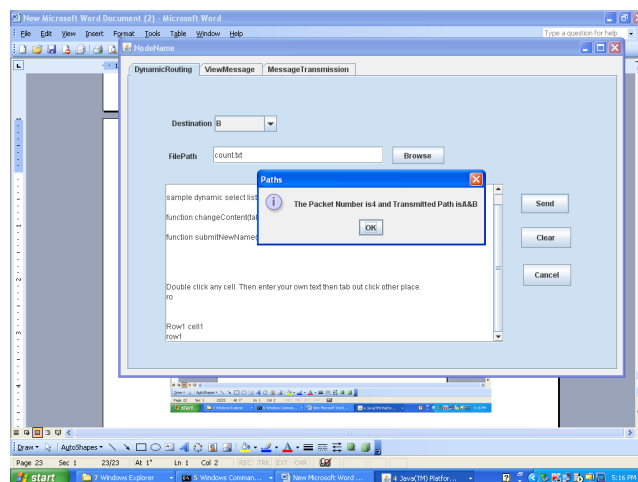 New Microsoft Word Document (2) - Microsoft Word
File Edit View Insert Format Tools Table Window Help
Type a question for help
NodeName
DynamicRouting ViewMessage MessageTransmission
Destination B
FilePath count.txt Browse
Paths
The Packet Number is4 and Transmitted Path isA&B
OK
sample dynamic select list
function changeContent(tab
function submitNewName(
Double click any cell. Then enter your own text then tab out click other place.
ro
Row1 cell1
row1
Send
Clear
Cancel
Draw AutoShapes
Page 23 Sec 1 23/23 At 1" Ln 1 Col 2 REC TRK EXT OVR
start 7 Windows Explorer 5 Windows Comman... New Microsoft Word ... 4 Java(TM) Platfor... 5:16 PM